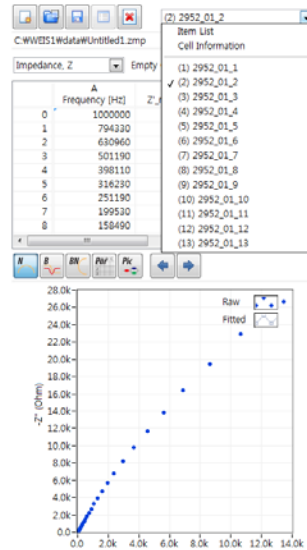 (2) 2952_01_2
C:₩WEIS1₩data₩Untitled1.zmp
Item List
Cell Information
Impedance, Z
Empty
(1) 2952_01_1
✓ (2) 2952_01_2
(3) 2952_01_3
(4) 2952_01_4
(5) 2952_01_5
(6) 2952_01_6
(7) 2952_01_7
(8) 2952_01_8
(9) 2952_01_9
(10) 2952_01_10
(11) 2952_01_11
(12) 2952_01_12
(13) 2952_01_13
A
Frequency [Hz]
0 1000000
1 794330
2 630960
3 501190
4 398110
5 316230
6 251190
7 199530
8 158490
N B BN Par Pic
Raw
Fitted
28.0k
26.0k
24.0k
22.0k
20.0k
18.0k
16.0k
14.0k
12.0k
10.0k
8.0k
6.0k
4.0k
2.0k
0.0
-Z" (Ohm)
0.0 2.0k 4.0k 6.0k 8.0k 10.0k 12.0k 14.0k